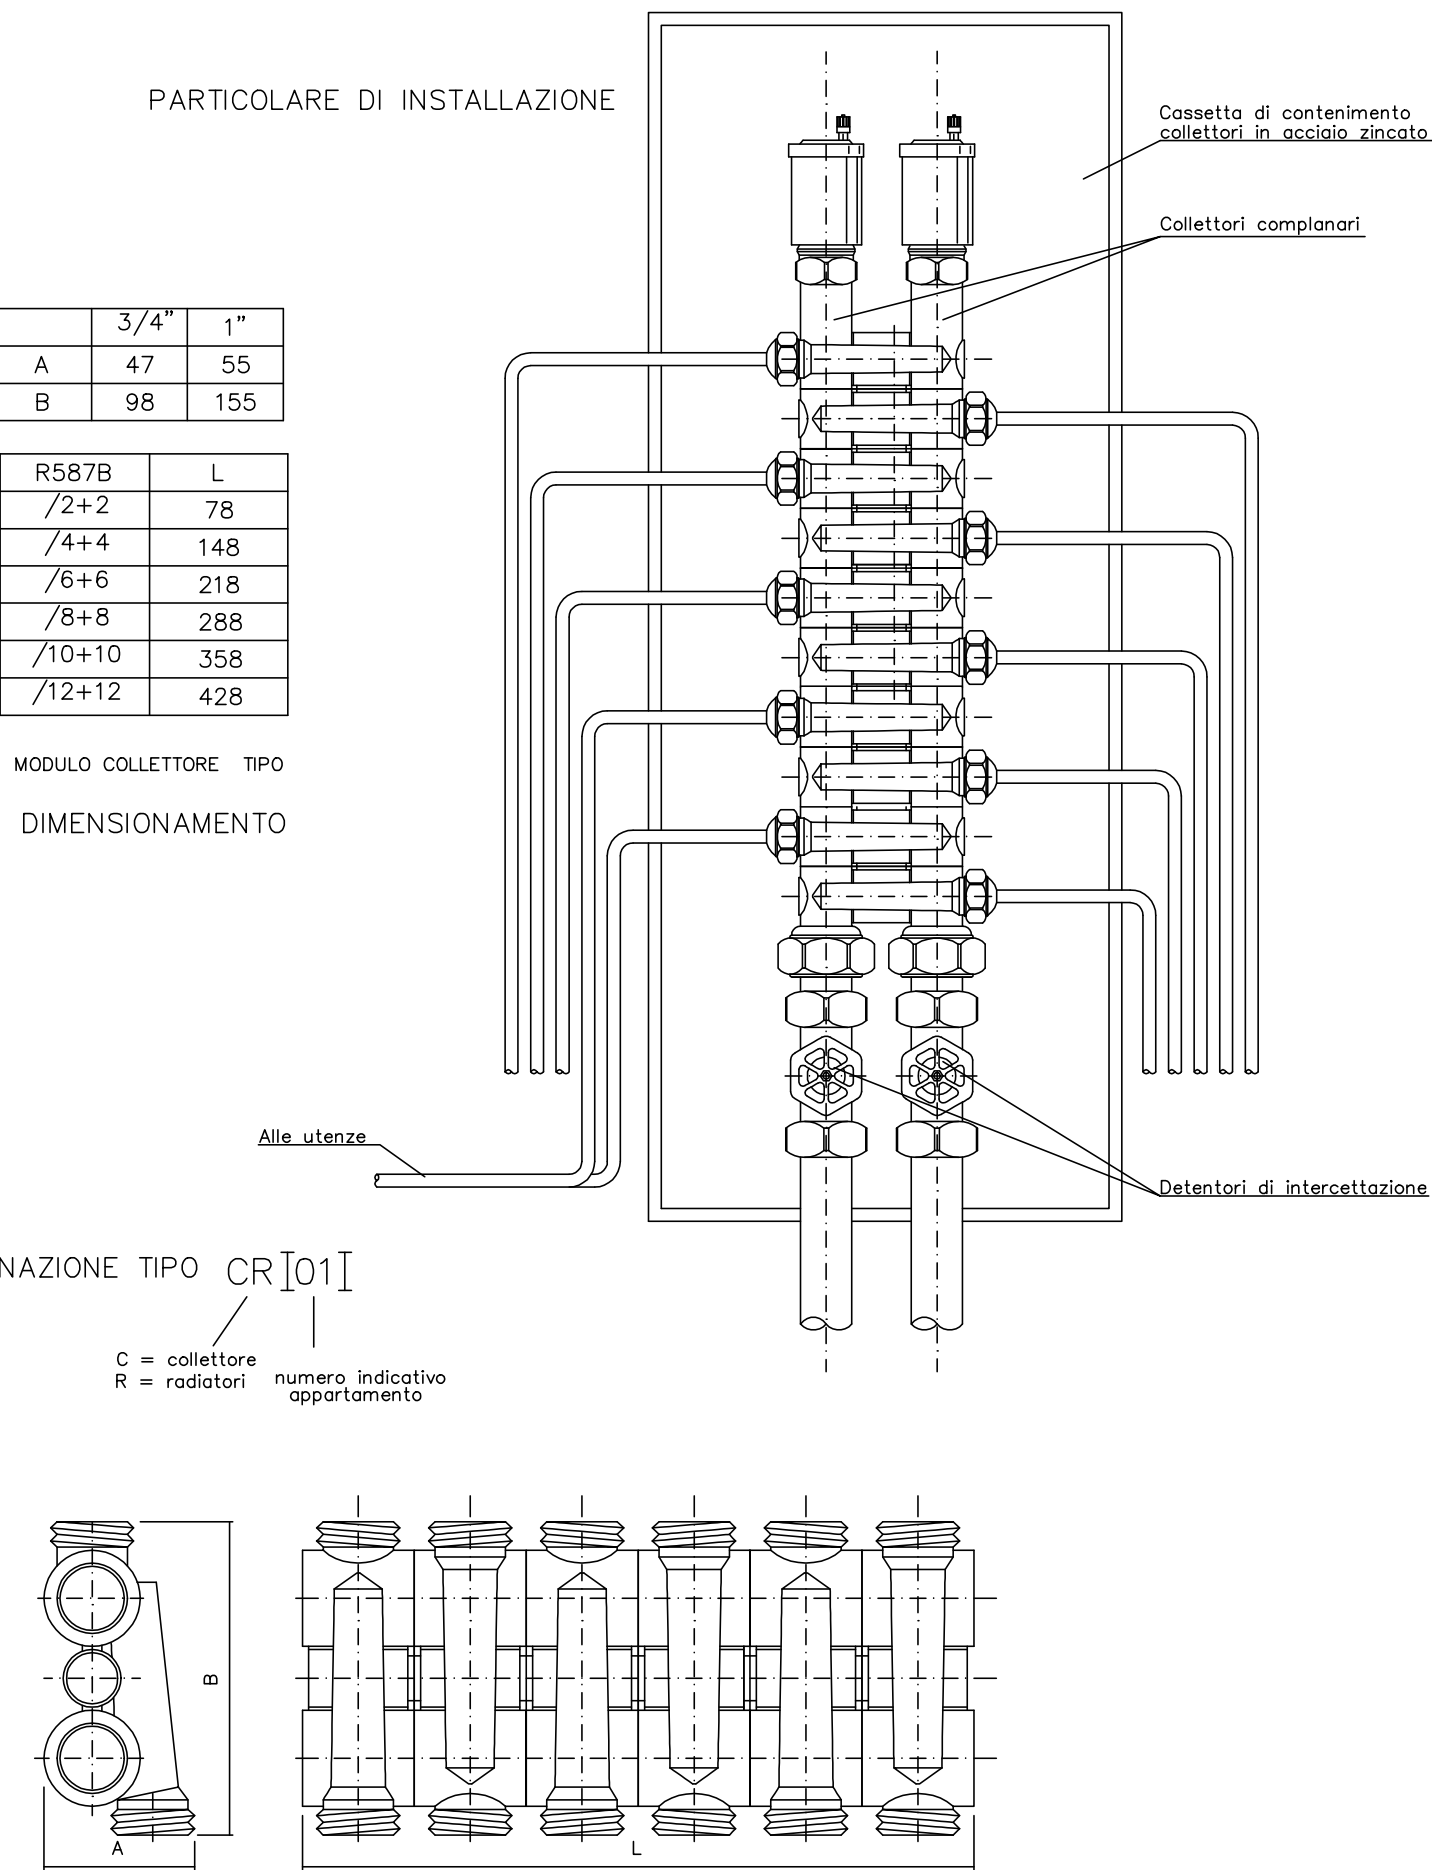 PARTICOLARE DI INSTALLAZIONE
Cassetta di contenimento
collettori in acciaio zincato
Collettori complanari
3/4" 1"
A 47 55
B 98 155
R587B L
/2+2 78
/4+4 148
/6+6 218
/8+8 288
/10+10 358
/12+12 428
MODULO COLLETTORE TIPO
DIMENSIONAMENTO
Alle utenze
Detentori di intercettazione
NAZIONE TIPO CR[01]
C = collettore
R = radiatori
numero indicativo
appartamento
B
A
L